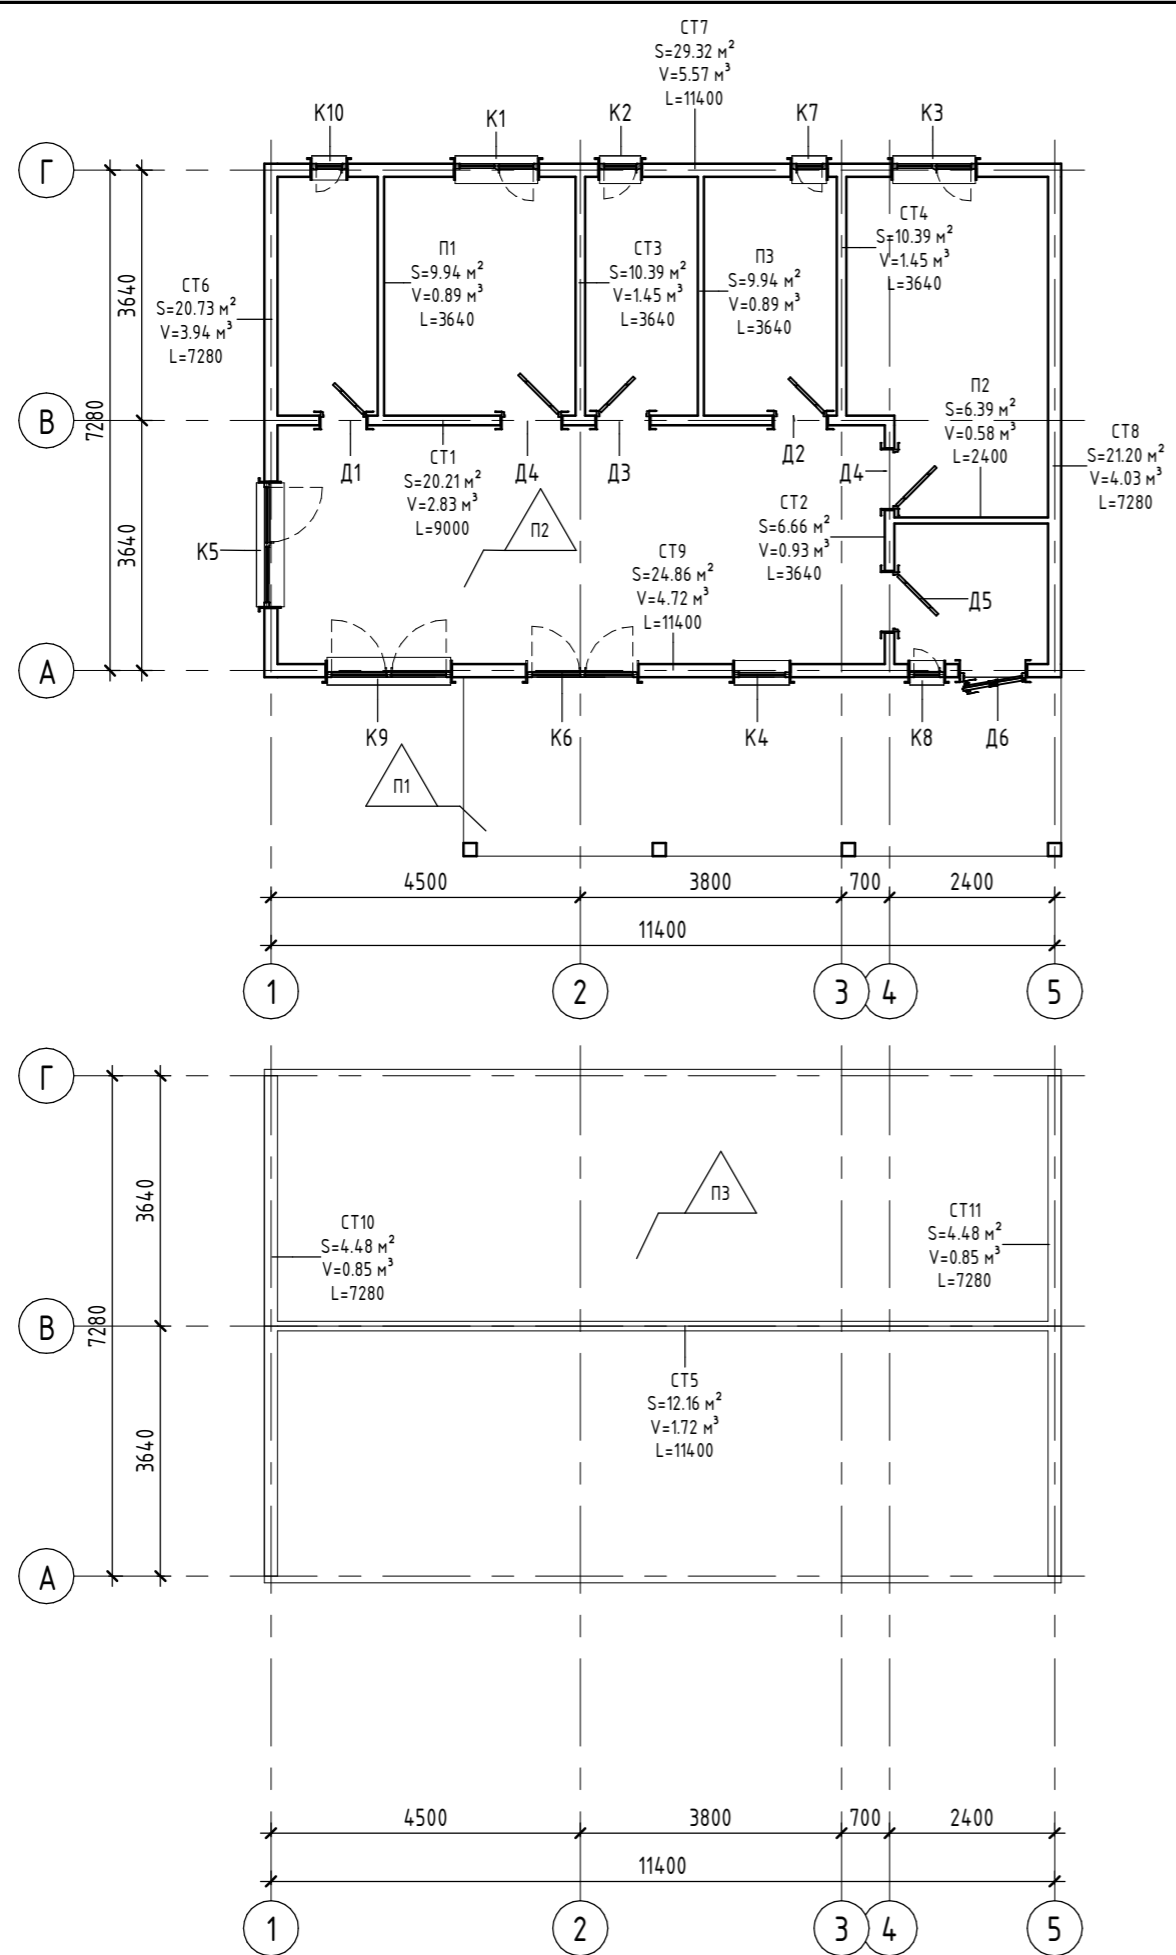 СТ7
S=29.32 м²
V=5.57 м³
L=11400
К10
К1
К2
К7
К3
Г
СТ6
S=20.73 м²
V=3.94 м³
L=7280
П1
S=9.94 м²
V=0.89 м³
L=3640
СТ3
S=10.39 м²
V=1.45 м³
L=3640
П3
S=9.94 м²
V=0.89 м³
L=3640
СТ4
S=10.39 м²
V=1.45 м³
L=3640
3640
7280
В
П2
S=6.39 м²
V=0.58 м³
L=2400
СТ8
S=21.20 м²
V=4.03 м³
L=7280
Д1
СТ1
S=20.21 м²
V=2.83 м³
L=9000
Д4
Д3
Д2
Д4
П2
СТ2
S=6.66 м²
V=0.93 м³
L=3640
К5
3640
СТ9
S=24.86 м²
V=4.72 м³
L=11400
Д5
А
К9
К6
К4
К8
Д6
П1
4500
3800
700
2400
11400
1
2
3
4
5
Г
3640
7280
П3
СТ10
S=4.48 м²
V=0.85 м³
L=7280
СТ11
S=4.48 м²
V=0.85 м³
L=7280
В
СТ5
S=12.16 м²
V=1.72 м³
L=11400
3640
А
4500
3800
700
2400
11400
1
2
3
4
5